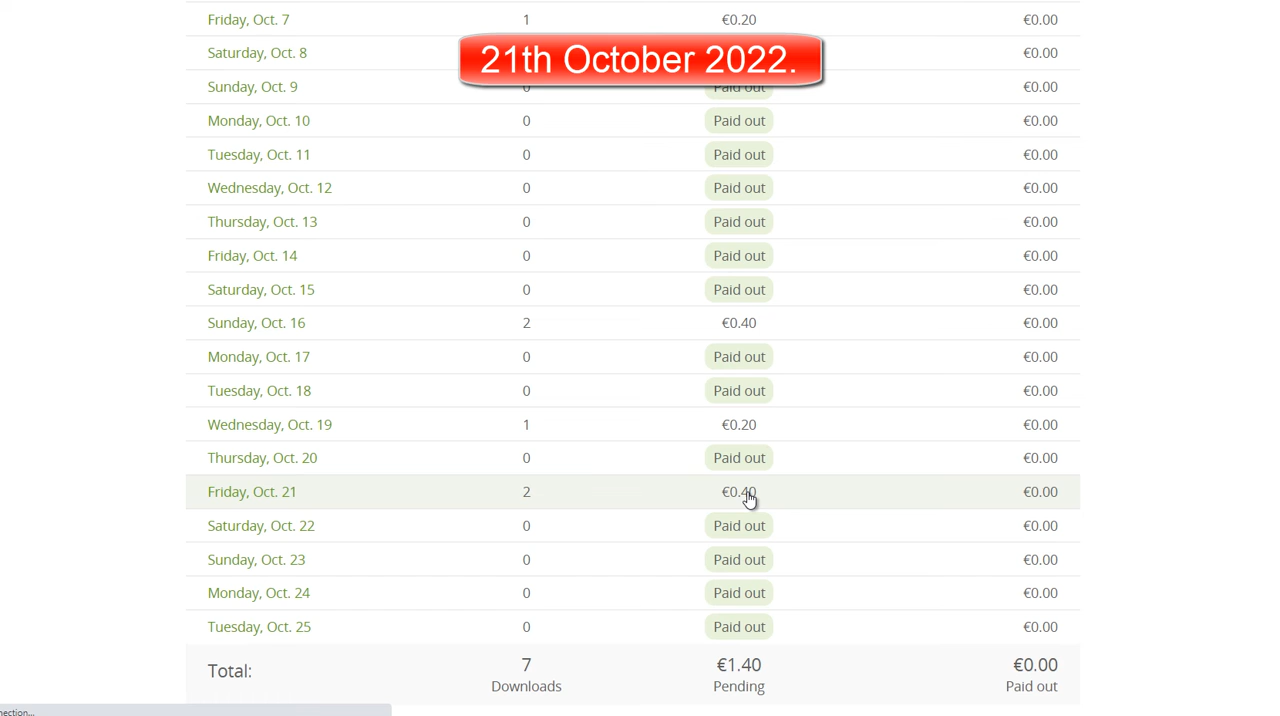 Friday, Oct. 7 1 €0.20 €0.00
21th October 2022.
Saturday, Oct. 8 €0.00
Sunday, Oct. 9 0 Paid out €0.00
Monday, Oct. 10 0 Paid out €0.00
Tuesday, Oct. 11 0 Paid out €0.00
Wednesday, Oct. 12 0 Paid out €0.00
Thursday, Oct. 13 0 Paid out €0.00
Friday, Oct. 14 0 Paid out €0.00
Saturday, Oct. 15 0 Paid out €0.00
Sunday, Oct. 16 2 €0.40 €0.00
Monday, Oct. 17 0 Paid out €0.00
Tuesday, Oct. 18 0 Paid out €0.00
Wednesday, Oct. 19 1 €0.20 €0.00
Thursday, Oct. 20 0 Paid out €0.00
Friday, Oct. 21 2 €0.40 €0.00
Saturday, Oct. 22 0 Paid out €0.00
Sunday, Oct. 23 0 Paid out €0.00
Monday, Oct. 24 0 Paid out €0.00
Tuesday, Oct. 25 0 Paid out €0.00
Total: 7 €1.40 €0.00
Downloads Pending Paid out
nection...